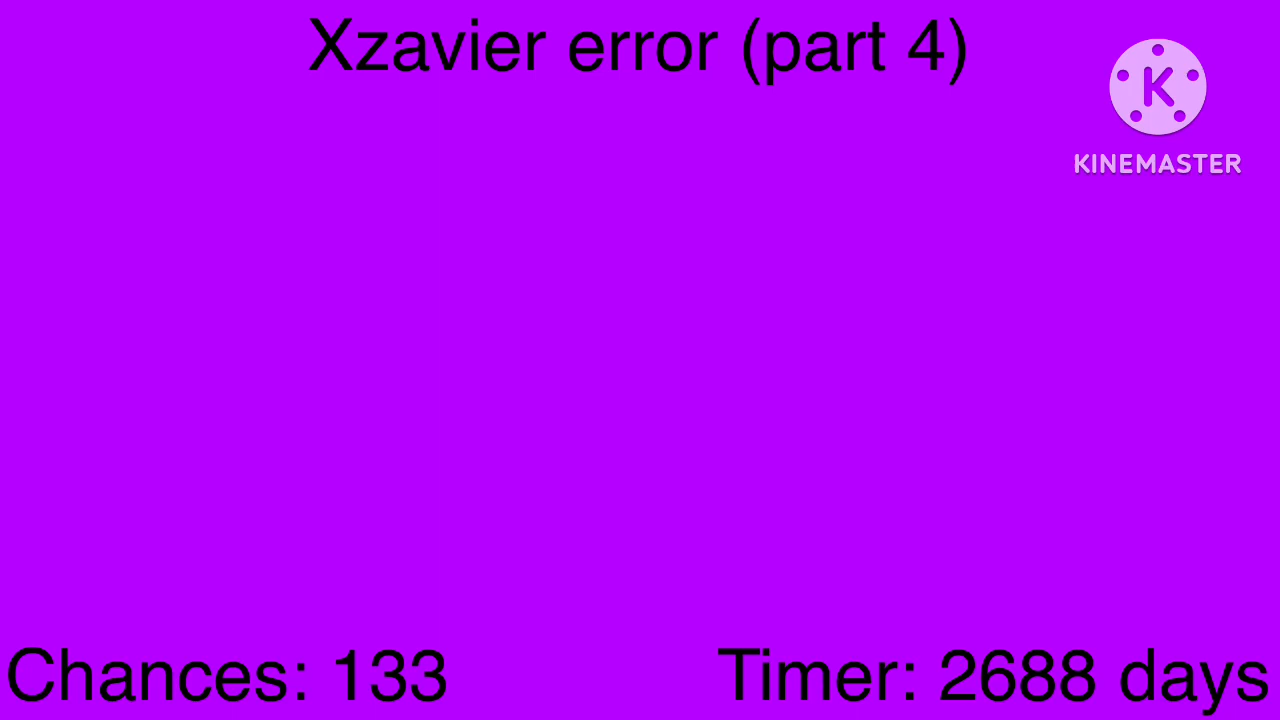 Xzavier error (part 4)
K
KINEMASTER
Chances: 133
Timer: 2688 days